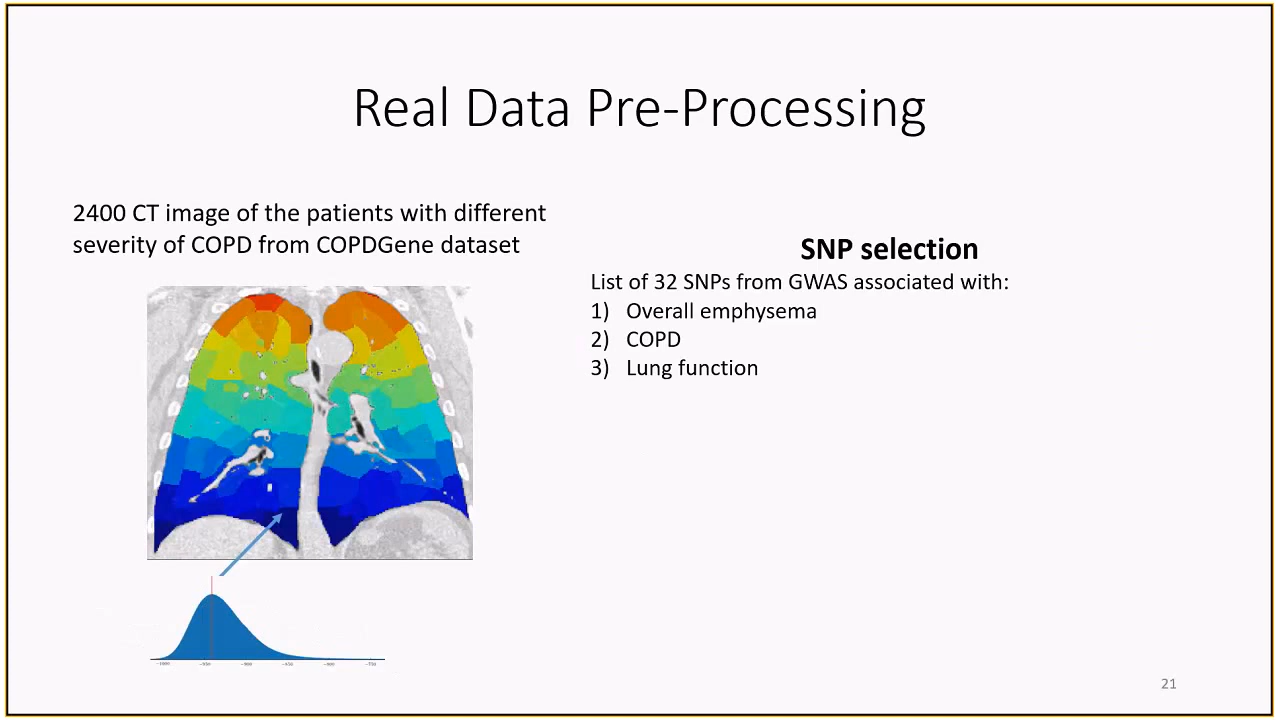 Real Data Pre-Processing
2400 CT image of the patients with different
severity of COPD from COPDGene dataset
SNP selection
List of 32 SNPs from GWAS associated with:
1) Overall emphysema
2) COPD
3) Lung function
21